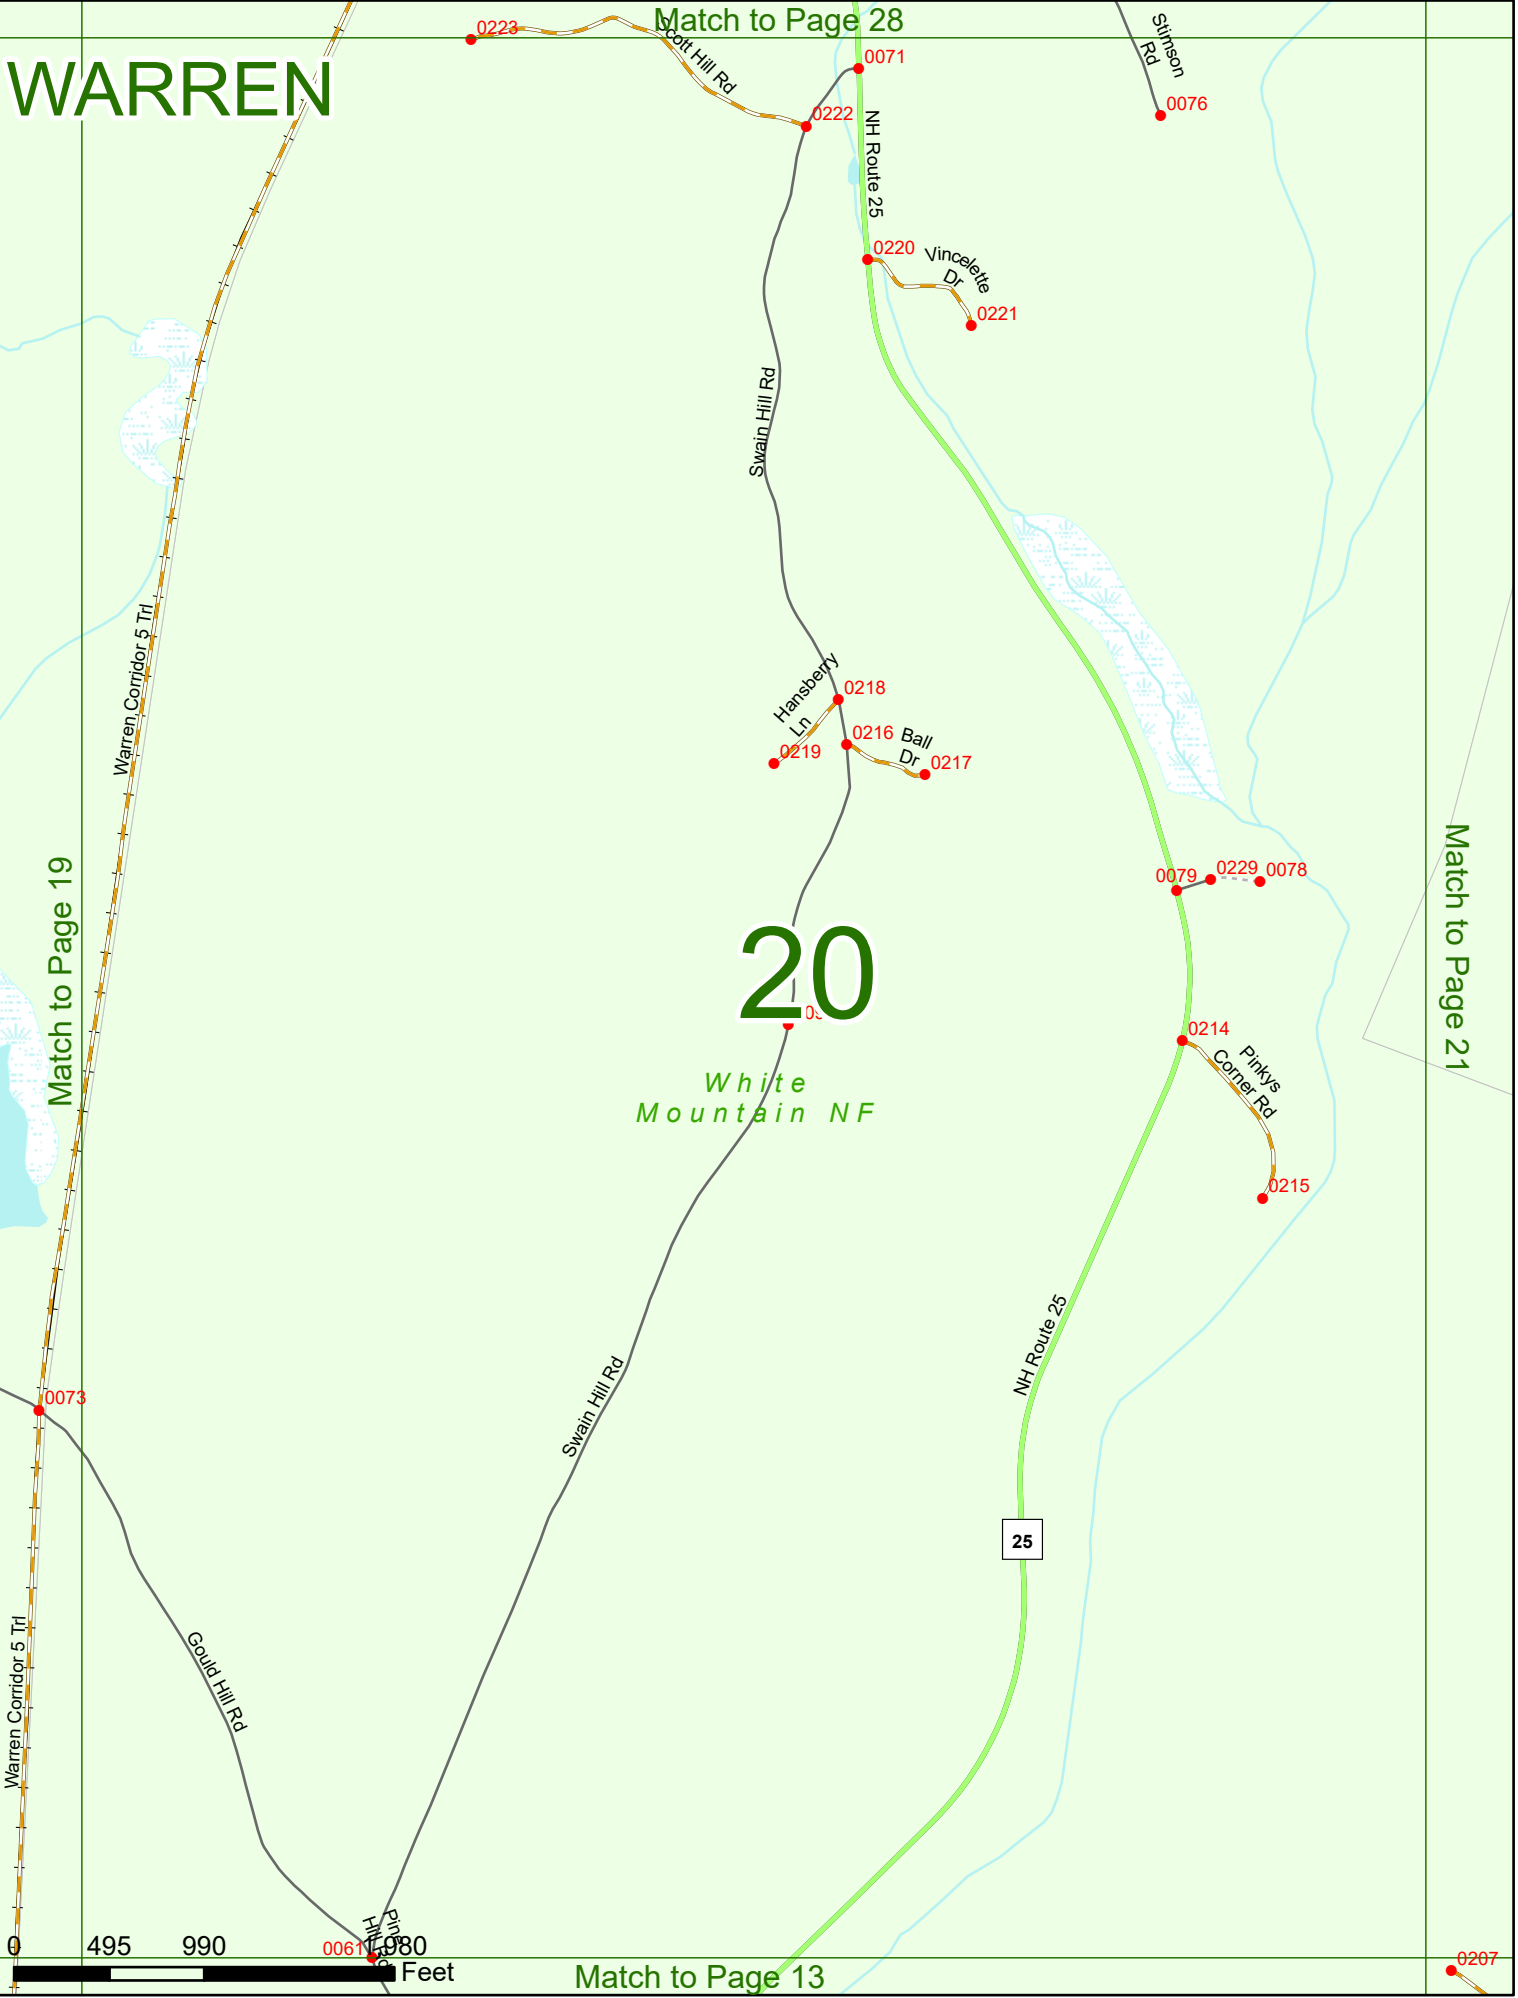 Match to Page 28
WARREN
0223
Scott Hill Rd
0071
Stimson
Rd
0076
0222
NH Route 25
0220
Vincelette
Dr
0221
Swain Hill Rd
Warren Corridor 5 Trl
Hansberry
Ln
0218
0216
Ball
Dr
0219
0217
Match to Page 19
Match to Page 21
0079
0229
0078
20
0214
Pinkys
Corner Rd
White
Mountain NF
0215
NH Route 25
Swain Hill Rd
0073
25
Gould Hill Rd
Warren Corridor 5 Trl
Pine
Hill Rd
0061
0 495 990
Feet
0207
Match to Page 13